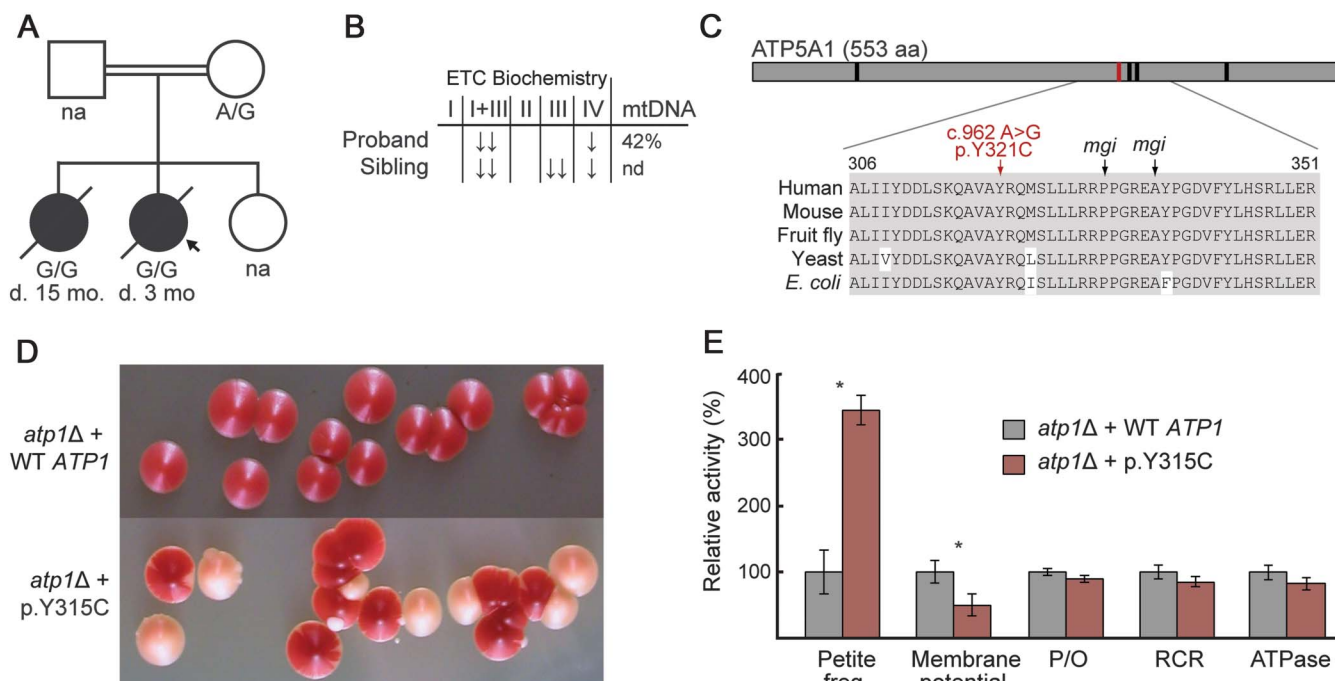 A
na
A/G
G/G
d. 15 mo.
G/G
d. 3 mo
na
B
ETC Biochemistry
I I+III II III IV mtDNA
Proband ↓↓ ↓ 42%
Sibling ↓↓ ↓↓ ↓ nd
C
ATP5A1 (553 aa)
c.962 A>G
p.Y321C
mgi mgi
306 351
Human ALIIYDDLSKQAVAYRQMSLLLRRPPGREAYPGDVFYLHSRLLER
Mouse ALIIYDDLSKQAVAYRQMSLLLRRPPGREAYPGDVFYLHSRLLER
Fruit fly ALIIYDDLSKQAVAYRQMSLLLRRPPGREAYPGDVFYLHSRLLER
Yeast ALIVYDDLSKQAVAYRQLSLLLRRPPGREAYPGDVFYLHSRLLER
E. coli ALIIYDDLSKQAVAYRQISLLLRRPPGREAFPGDVFYLHSRLLER
D
atp1Δ +
WT ATP1
atp1Δ +
p.Y315C
E
Relative activity (%)
400
300
200
100
* *
atp1Δ + WT ATP1
atp1Δ + p.Y315C
Petite Membrane P/O RCR ATPase
freq. potential